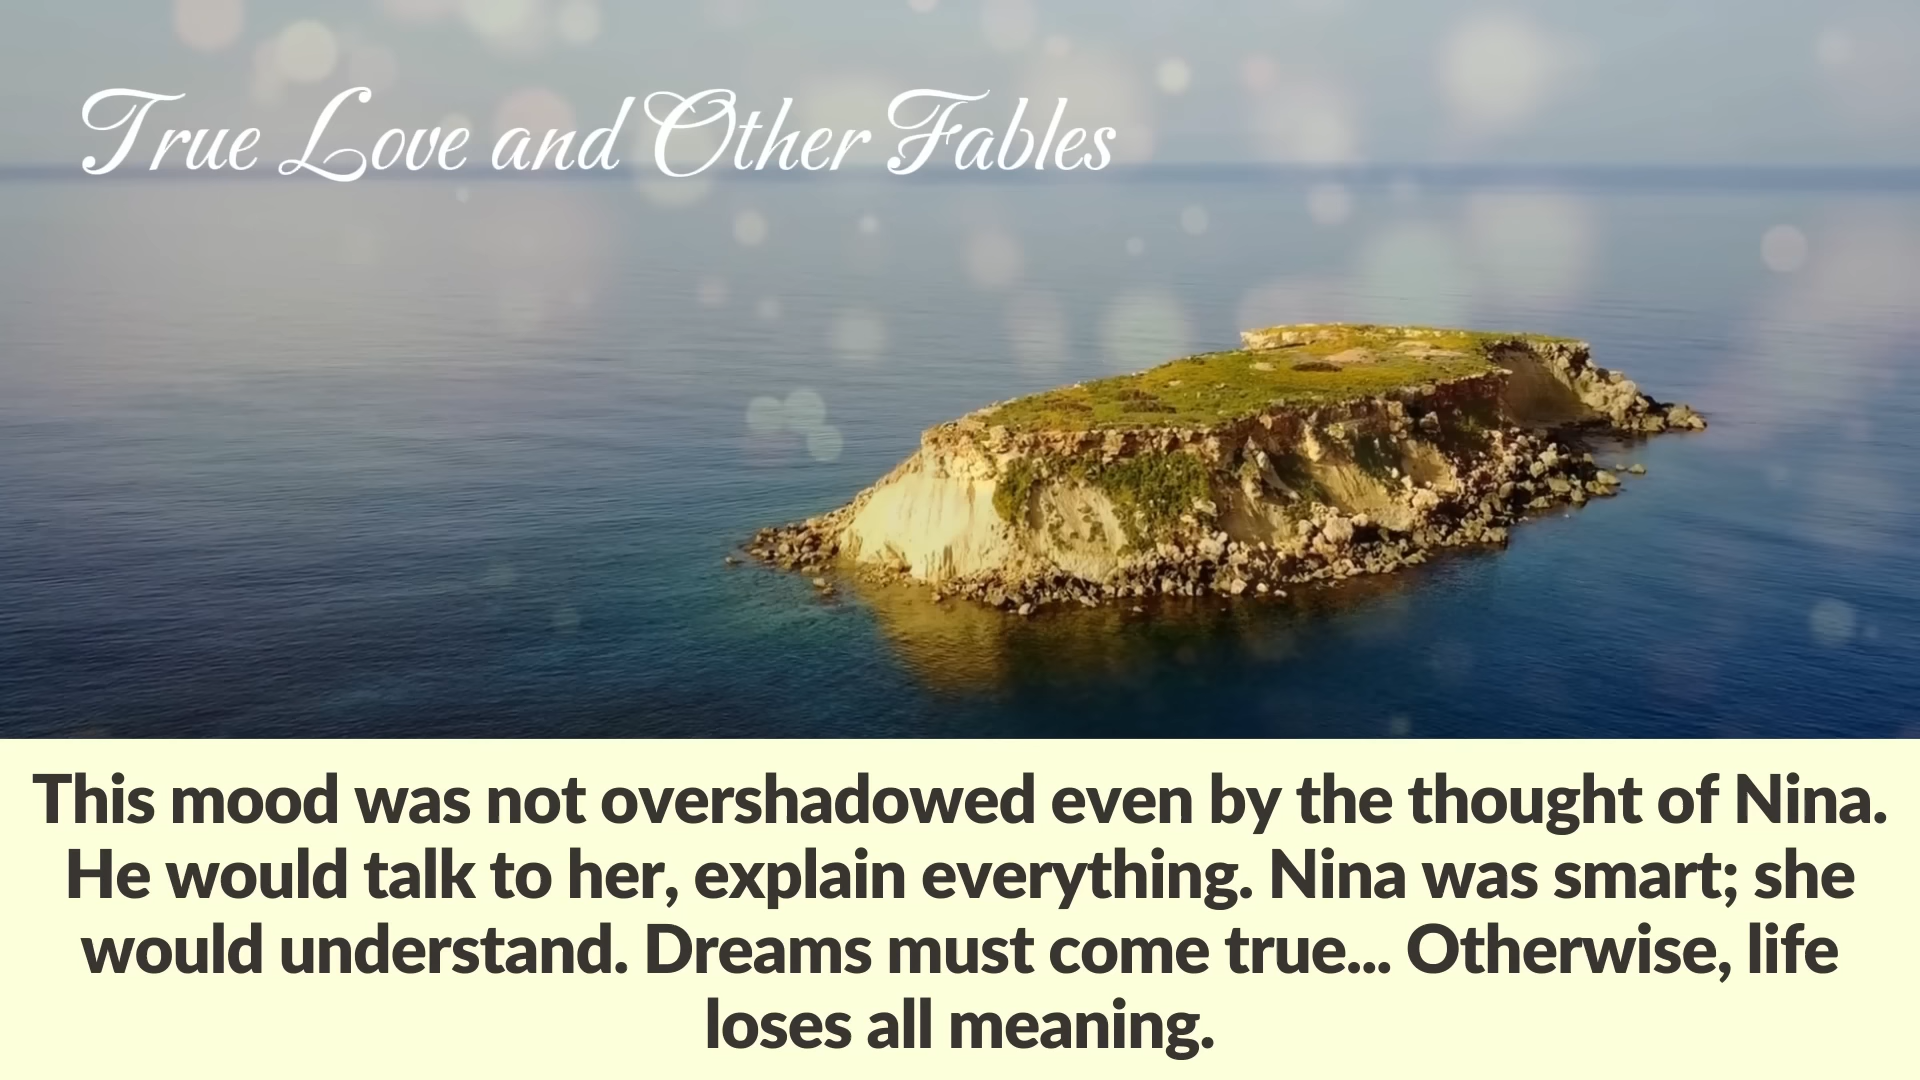 True Love and Other Fables
This mood was not overshadowed even by the thought of Nina.
He would talk to her, explain everything. Nina was smart; she
would understand. Dreams must come true... Otherwise, life
loses all meaning.